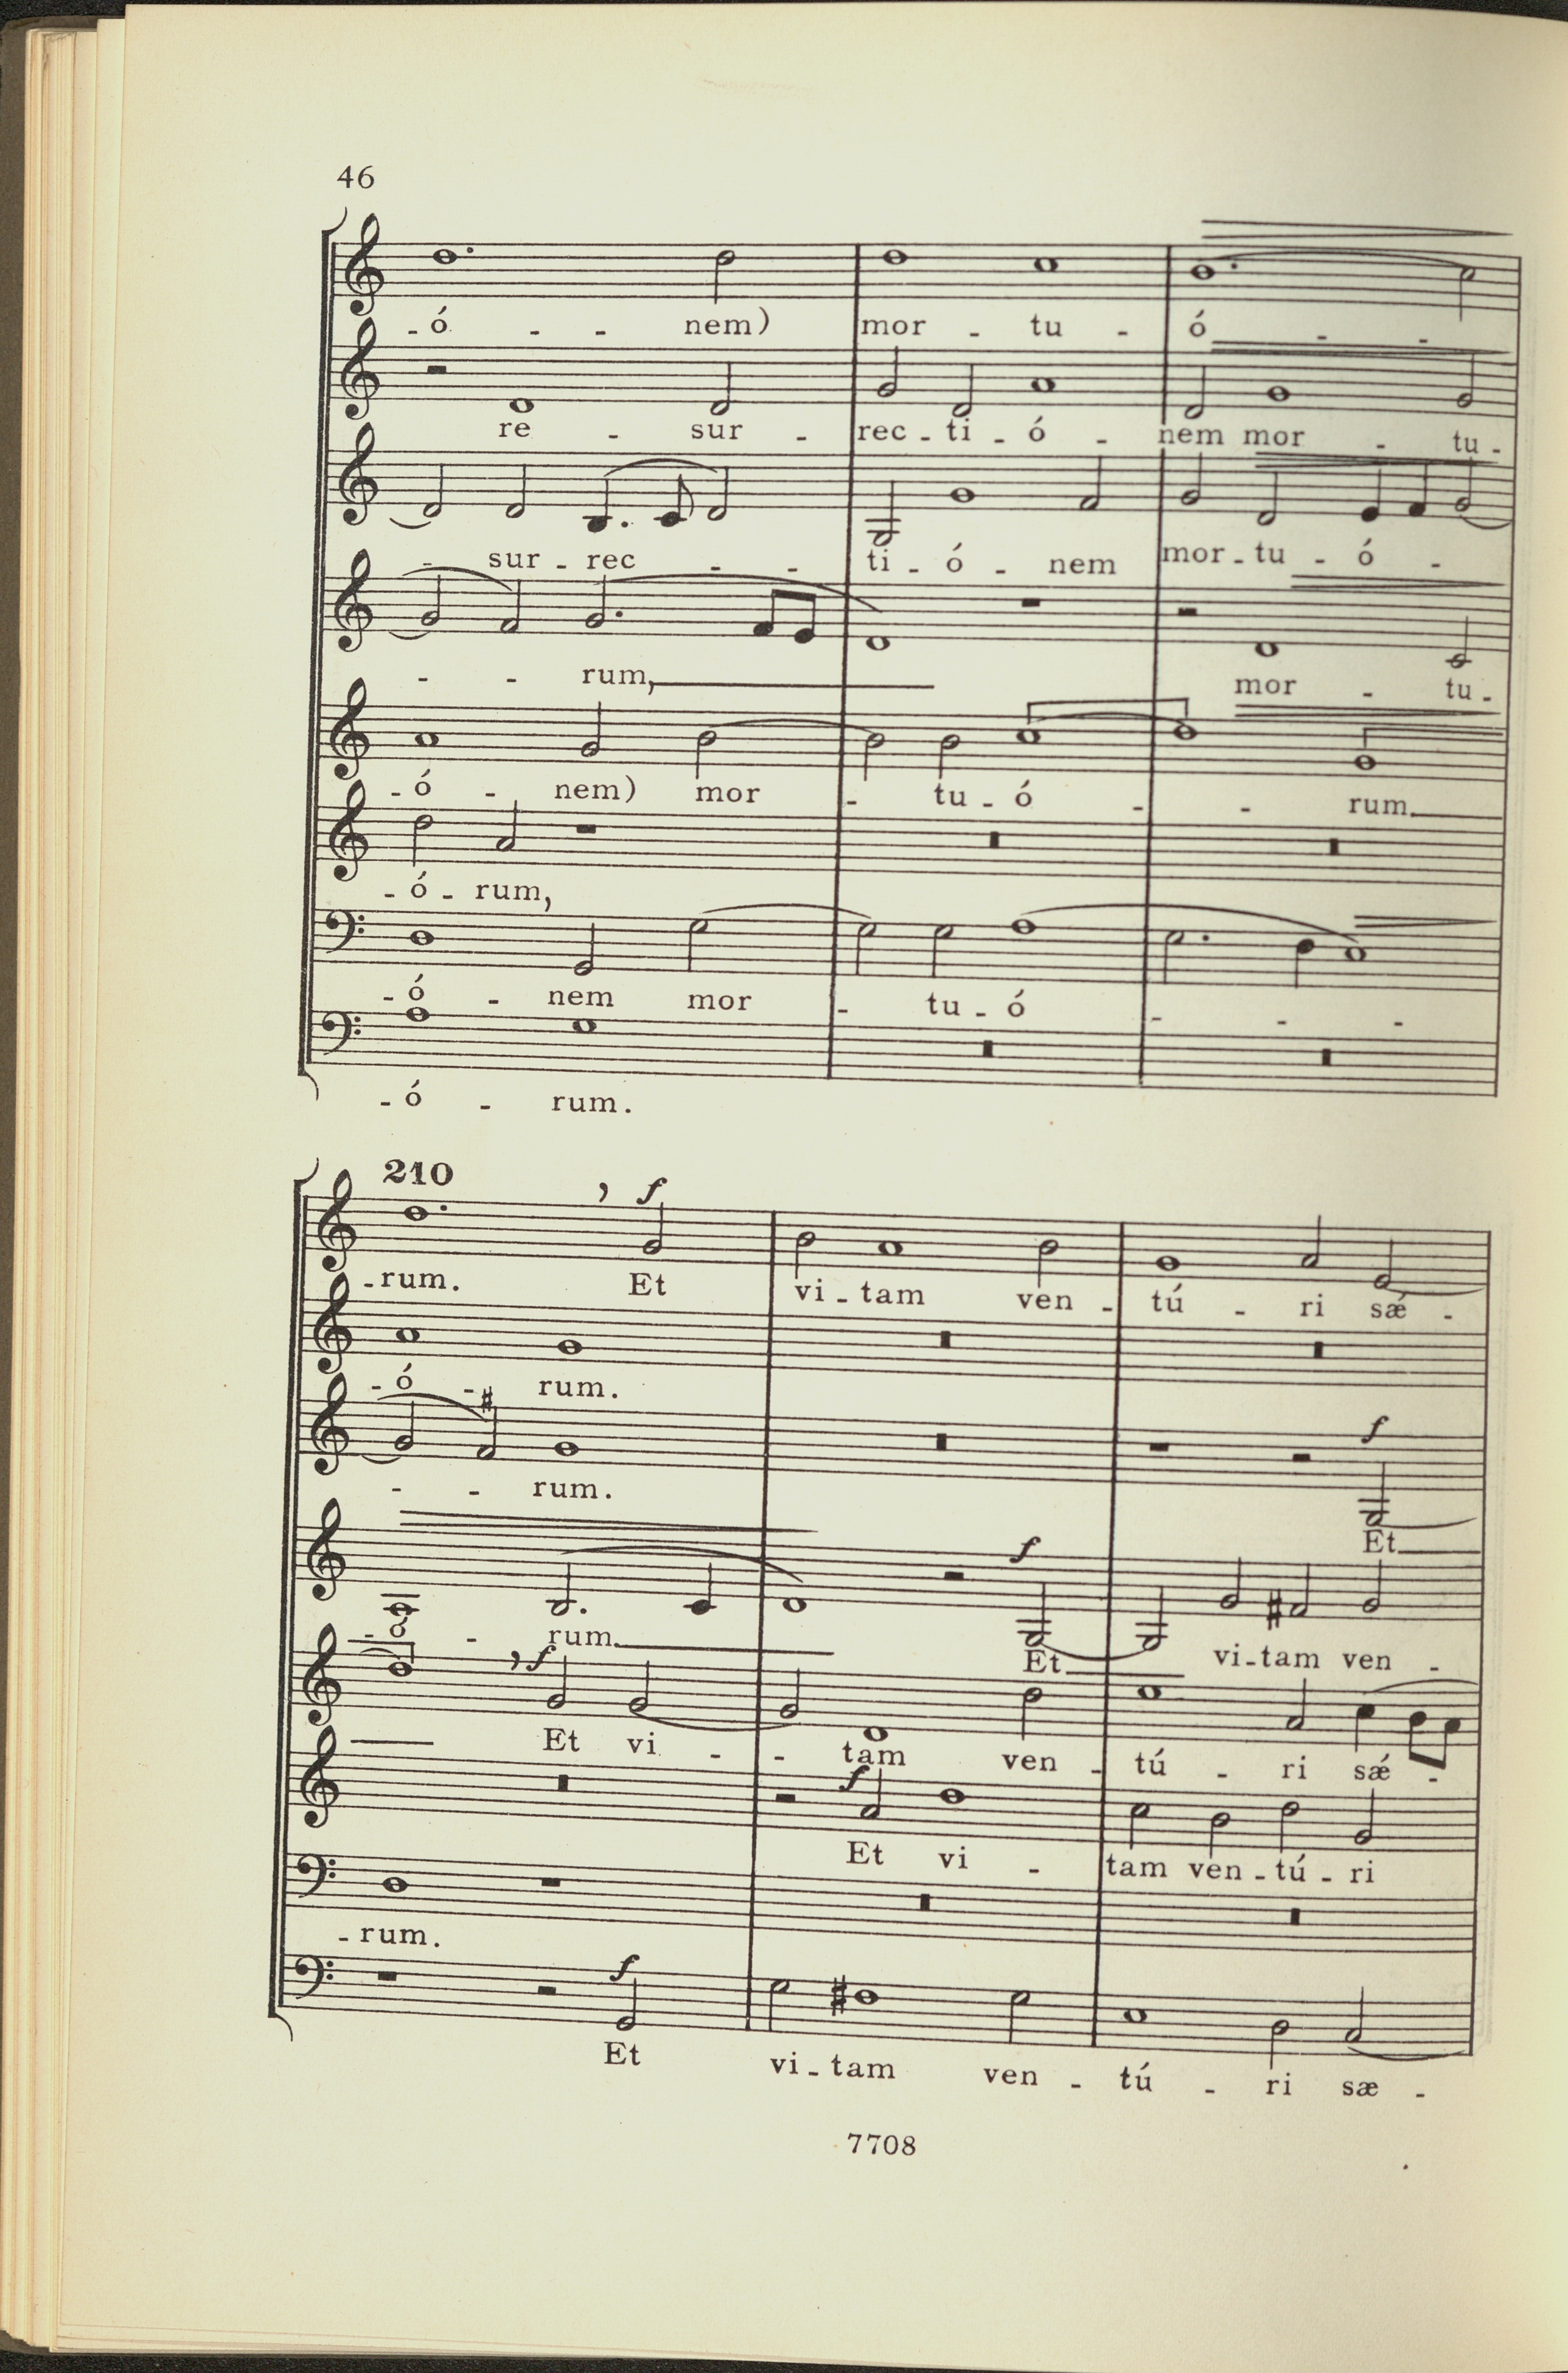 46
-ó - - nem) mor - tu - ó - -
re - sur - rec - ti - ó - nem mor - tu -
- sur - rec - - ti - ó - nem mor - tu - ó -
- - rum, mor - tu -
-ó - nem) mor - tu - ó - - rum.
-ó - rum,
-ó - nem mor - tu - ó - - -
-ó - rum.
210
, f
-rum. Et vi - tam ven - tú - ri sǽ -
-ó - rum.
f
- - rum. Et
f
-ó - rum. Et vi - tam ven -
, f
Et vi - - tam ven - tú - ri sǽ -
f
Et vi - tam ven - tú - ri
-rum.
f
Et vi - tam ven - tú - ri sæ -
7708